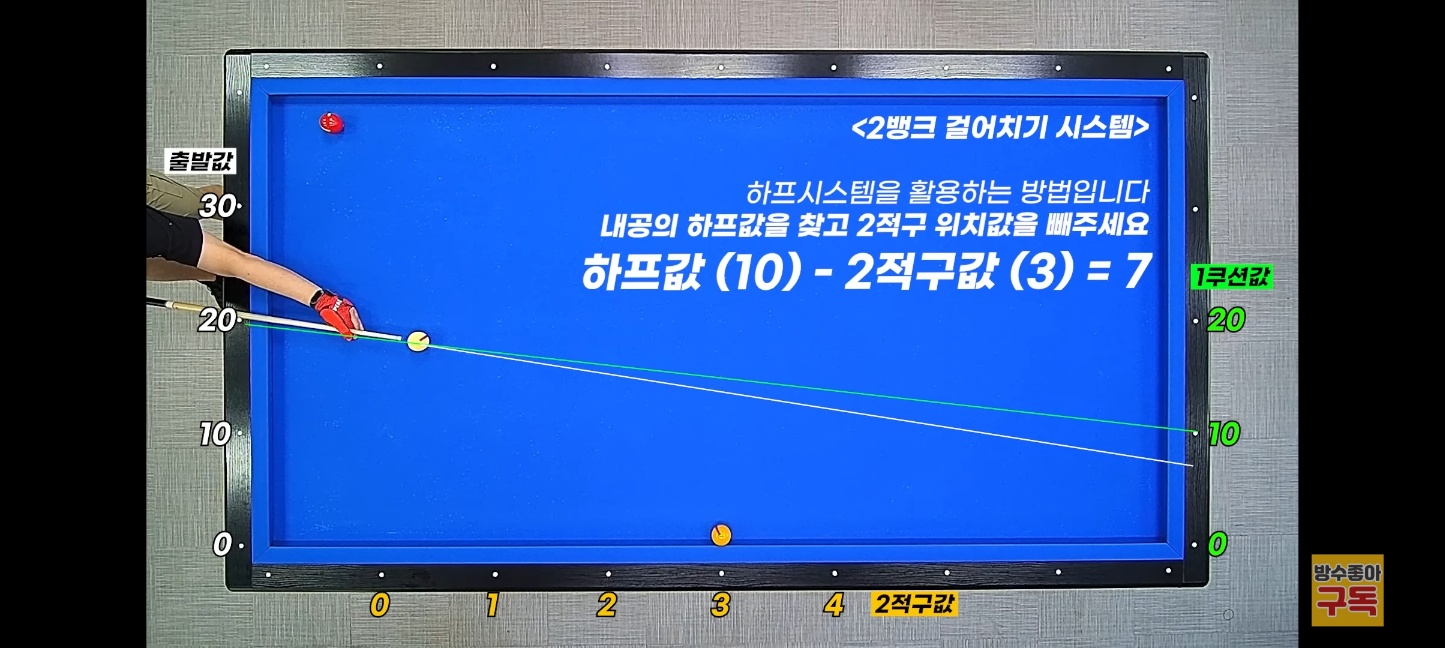 <2뱅크 걸어치기 시스템>
하프시스템을 활용하는 방법입니다
내공의 하프값을 찾고 2적구 위치값을 빼주세요
하프값 (10) - 2적구값 (3) = 7
출발값
30
20
10
0
1쿠션값
20
10
0
0 1 2 3 4 2적구값
방수좋아
구독